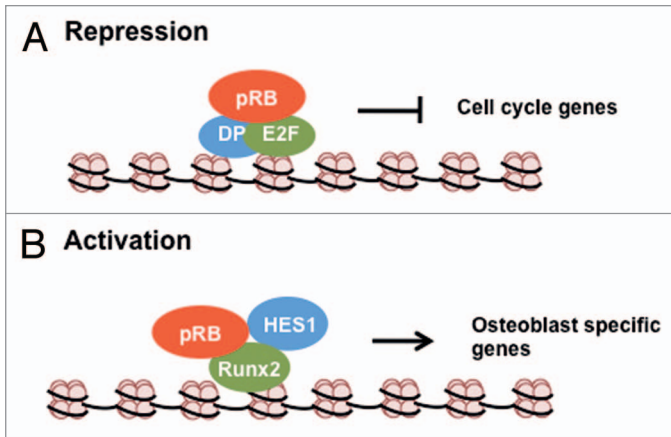 A Repression
pRB
DP E2F
Cell cycle genes
B Activation
pRB HES1
Runx2
Osteoblast specific
genes